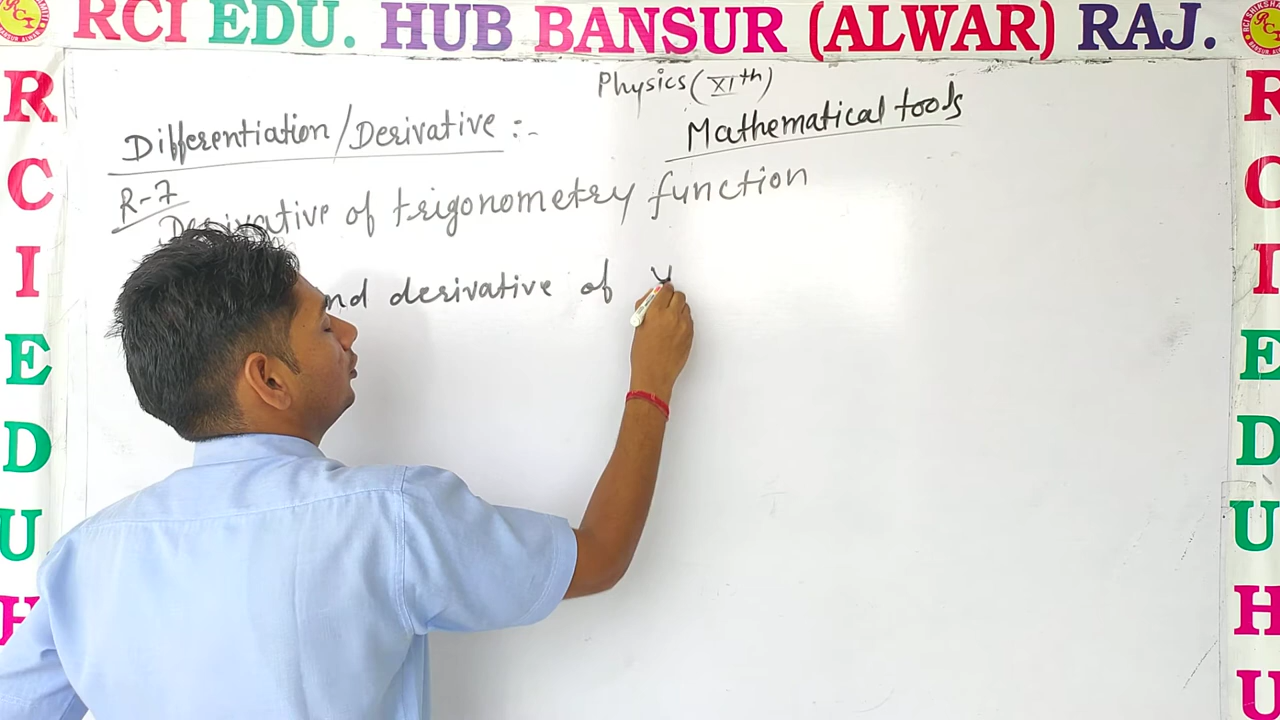 RCI EDU. HUB BANSUR (ALWAR) RAJ.
Physics (XIth)
Mathematical tools
Differentiation/Derivative :-
R-7
Derivative of trigonometry function
nd derivative of y
R
C
I
E
D
U
H
R
C
I
E
D
U
H
U